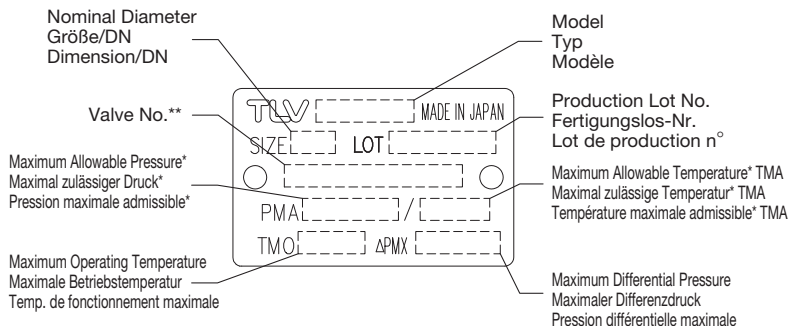 Nominal Diameter
Größe/DN
Dimension/DN
Model
Typ
Modèle
Valve No.**
TLV MADE IN JAPAN
SIZE LOT
Production Lot No.
Fertigungslos-Nr.
Lot de production n°
Maximum Allowable Pressure*
Maximal zulässiger Druck*
Pression maximale admissible*
Maximum Allowable Temperature* TMA
Maximal zulässige Temperatur* TMA
Température maximale admissible* TMA
PMA /
TMO ΔPMX
Maximum Operating Temperature
Maximale Betriebstemperatur
Temp. de fonctionnement maximale
Maximum Differential Pressure
Maximaler Differenzdruck
Pression différentielle maximale